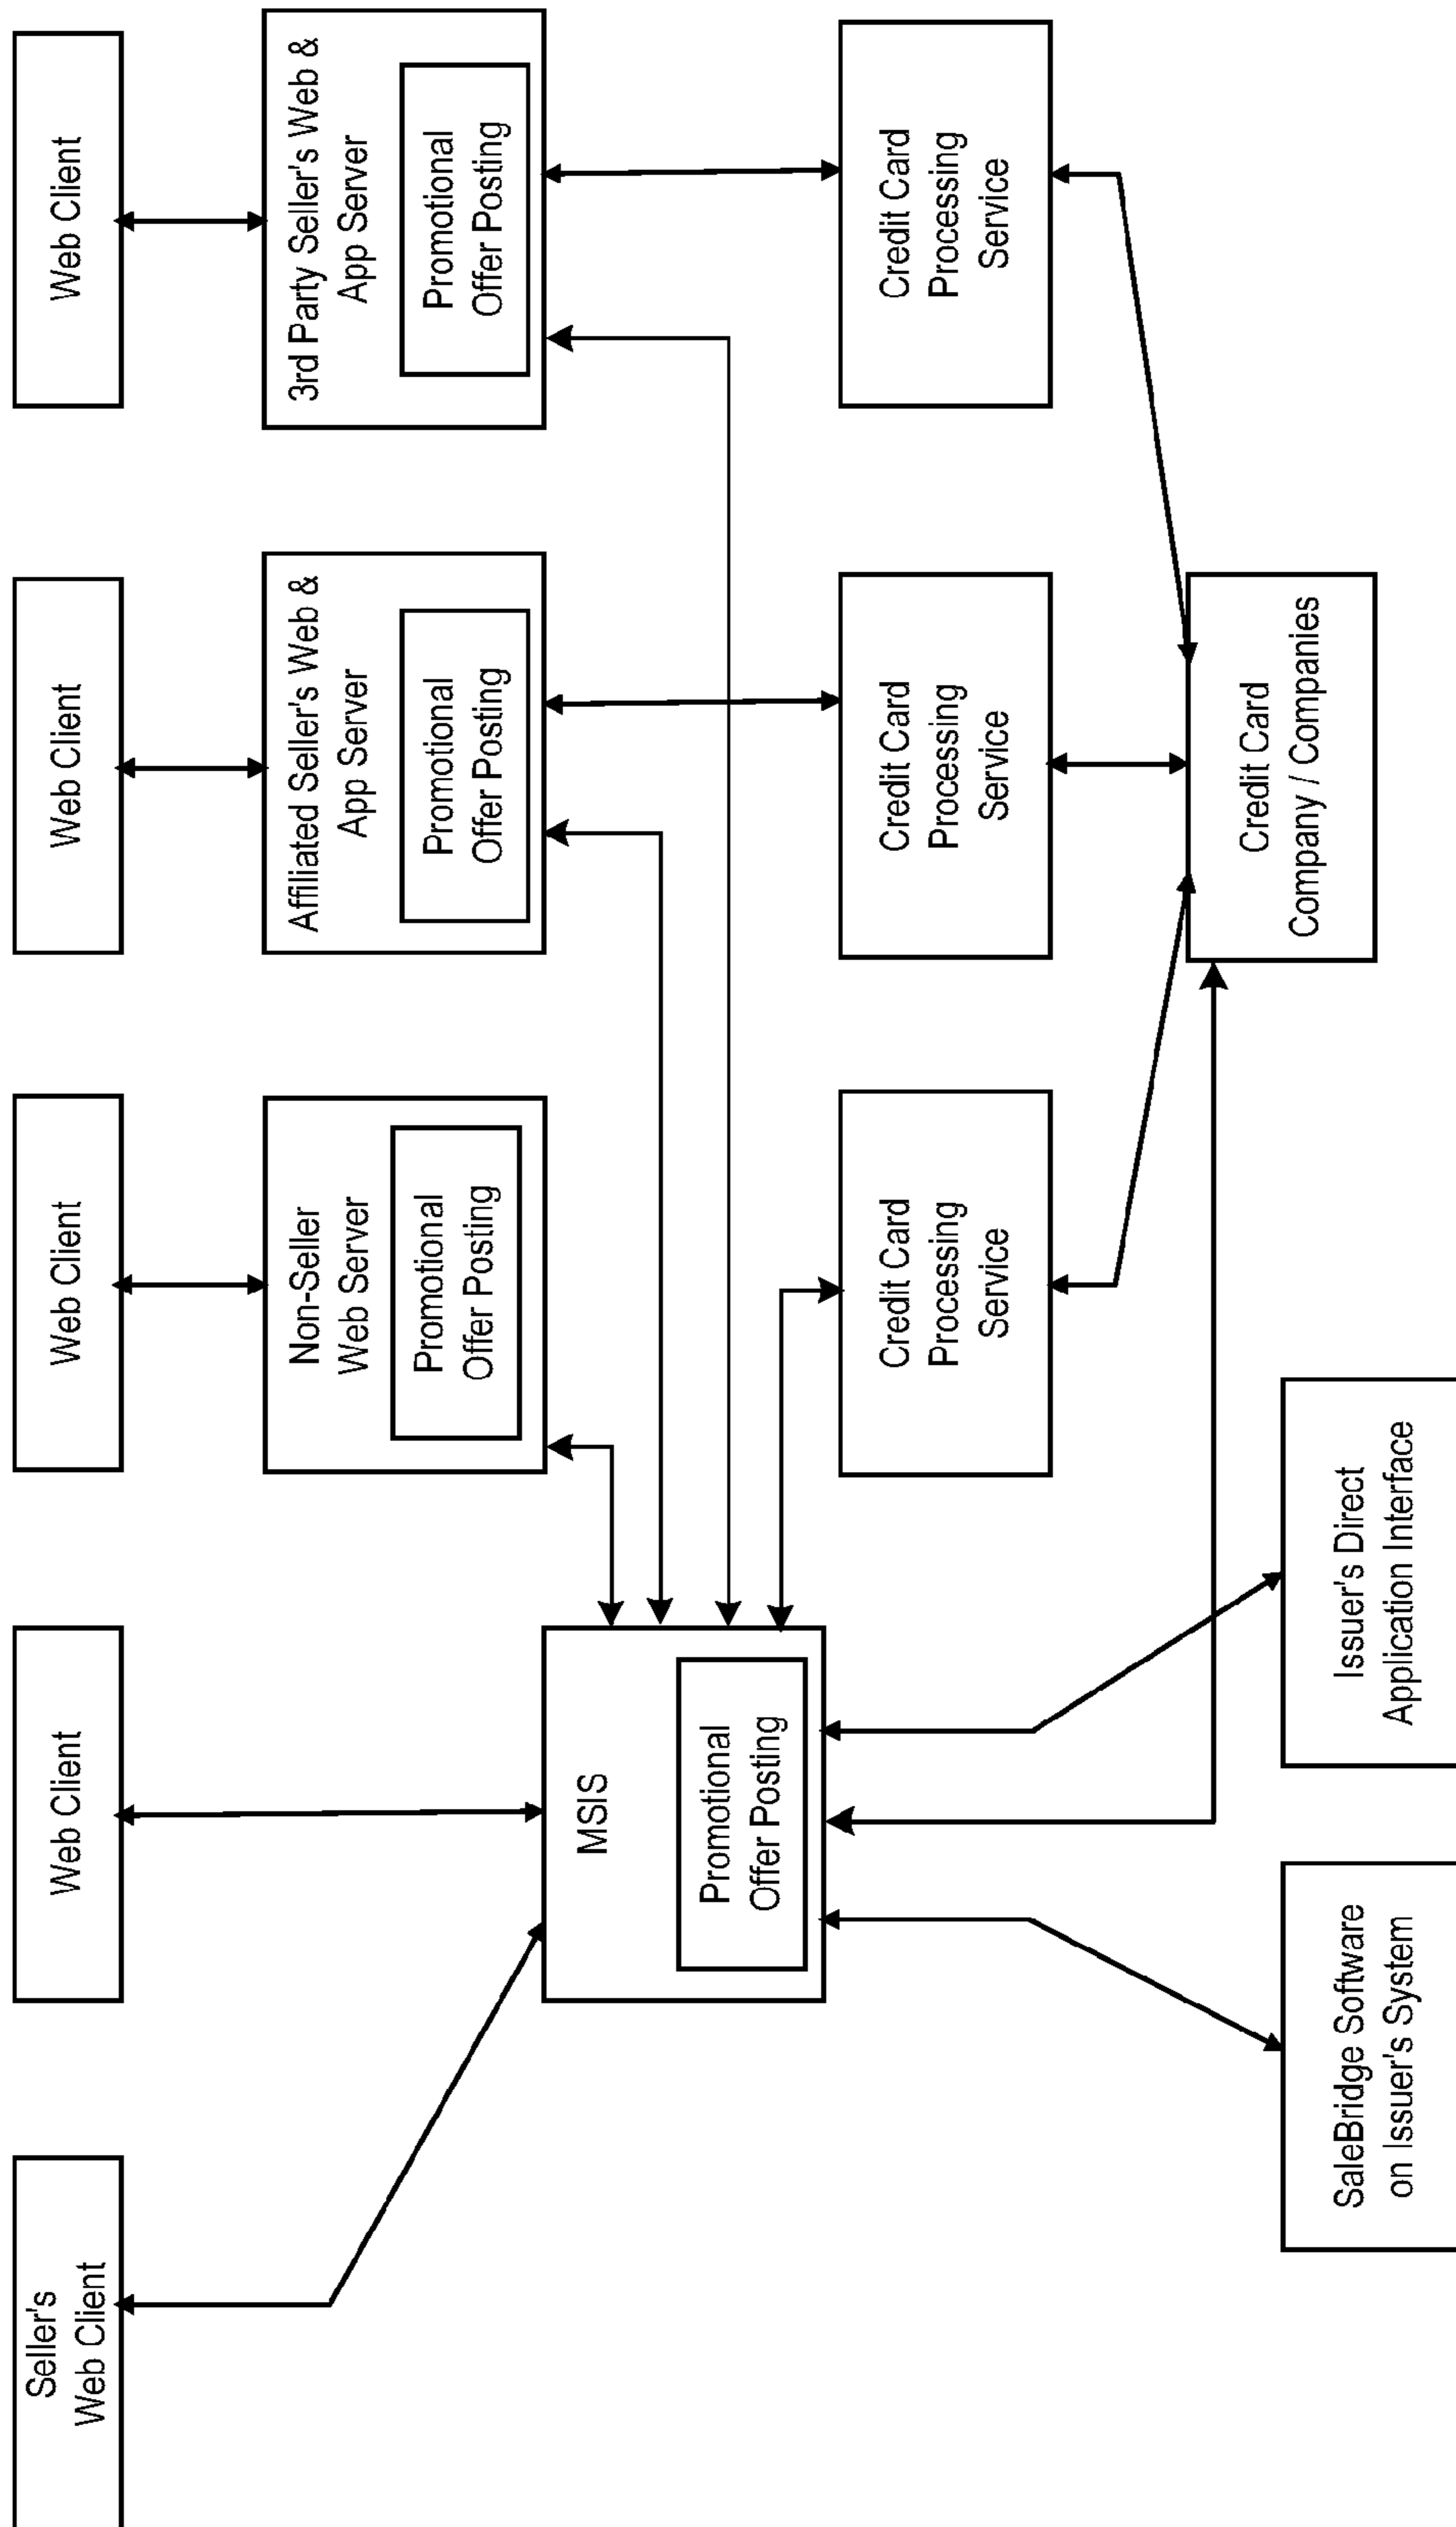 Seller's
Web Client
Web Client
Web Client
Web Client
Web Client
Non-Seller
Web Server
Promotional
Offer Posting
Affiliated Seller's Web &
App Server
Promotional
Offer Posting
3rd Party Seller's Web &
App Server
Promotional
Offer Posting
MSIS
Promotional
Offer Posting
Credit Card
Processing
Service
Credit Card
Processing
Service
Credit Card
Processing
Service
Credit Card
Company / Companies
SaleBridge Software
on Issuer's System
Issuer's Direct
Application Interface